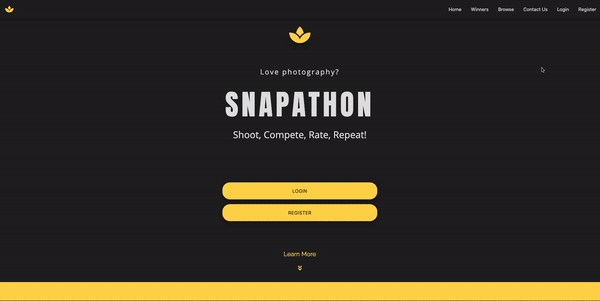 Home Winners Browse Contact Us Login Register
Love photography?
SNAPATHON
Shoot, Compete, Rate, Repeat!
LOGIN
REGISTER
Learn More